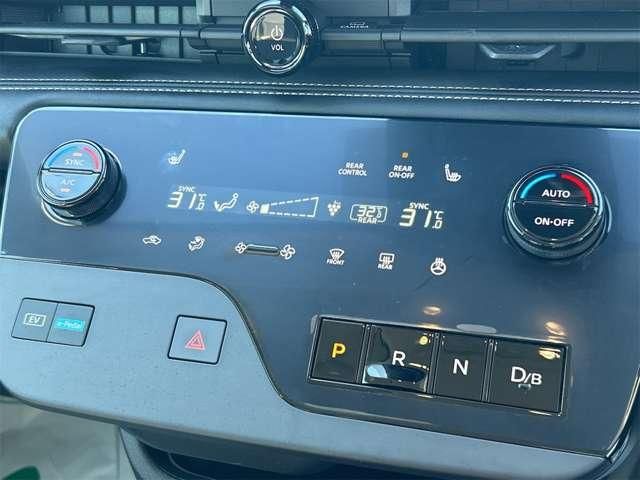 VOL
CAMERA
SYNC
A/C
REAR
CONTROL
REAR
ON·OFF
AUTO
ON·OFF
SYNC
31.0°C
32.5
REAR
SYNC
31.0°C
FRONT
REAR
EV
e-Pedal
P
R
N
D/B